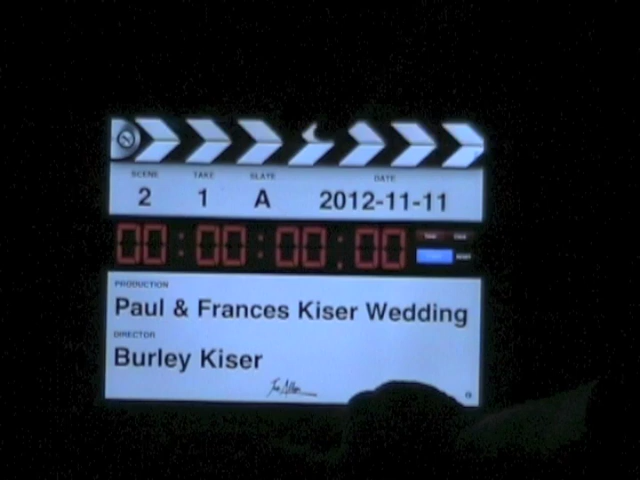 SCENE TAKE SLATE DATE
2 1 A 2012-11-11
00:00:00:00
PRODUCTION
Paul & Frances Kiser Wedding
DIRECTOR
Burley Kiser